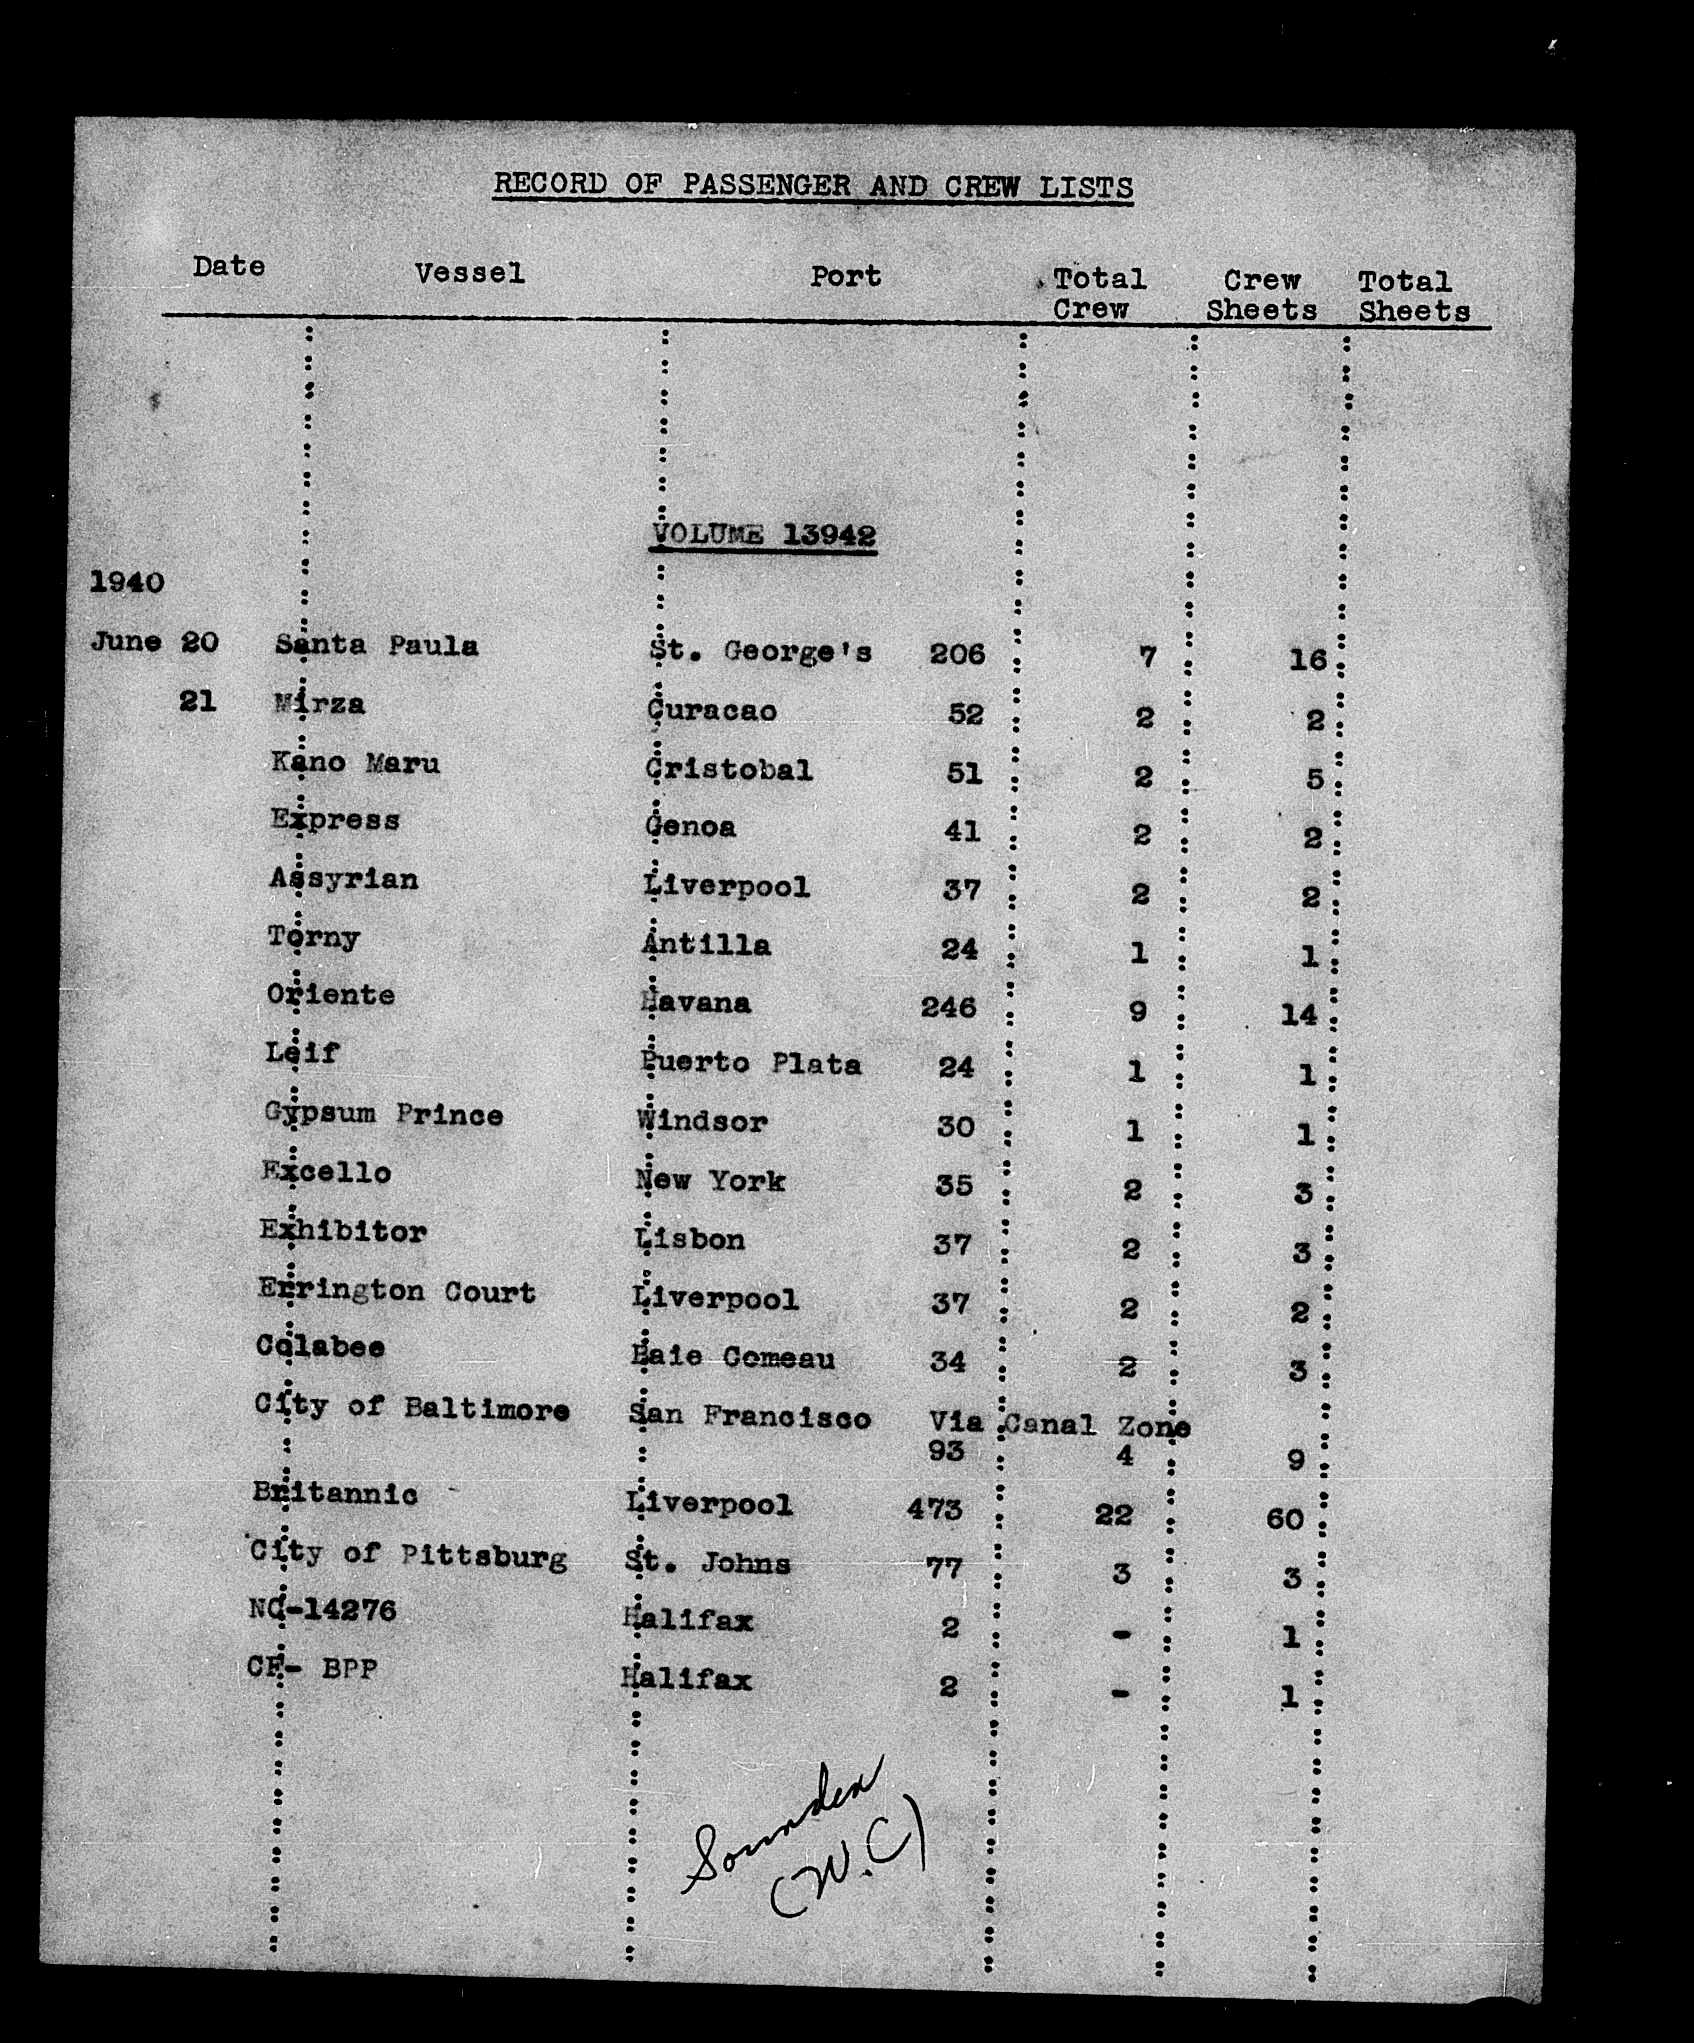 RECORD OF PASSENGER AND CREW LISTS
Date Vessel Port Total Crew Crew Sheets Total Sheets
VOLUME 13942
1940
June 20 Santa Paula St. George's 206 7 16
21 Mirza Curacao 52 2 2
Kano Maru Cristobal 51 2 5
Express Genoa 41 2 2
Assyrian Liverpool 37 2 2
Torny Antilla 24 1 1
Oriente Havana 246 9 14
Leif Puerto Plata 24 1 1
Gypsum Prince Windsor 30 1 1
Excello New York 35 2 3
Exhibitor Lisbon 37 2 3
Errington Court Liverpool 37 2 2
Colabee Baie Comeau 34 2 3
City of Baltimore San Francisco Via Canal Zone
93 4 9
Britannic Liverpool 473 22 60
City of Pittsburg St. Johns 77 3 3
NC-14276 Halifax 2 - 1
CF- BPP Halifax 2 - 1
Soundex
(W.C)